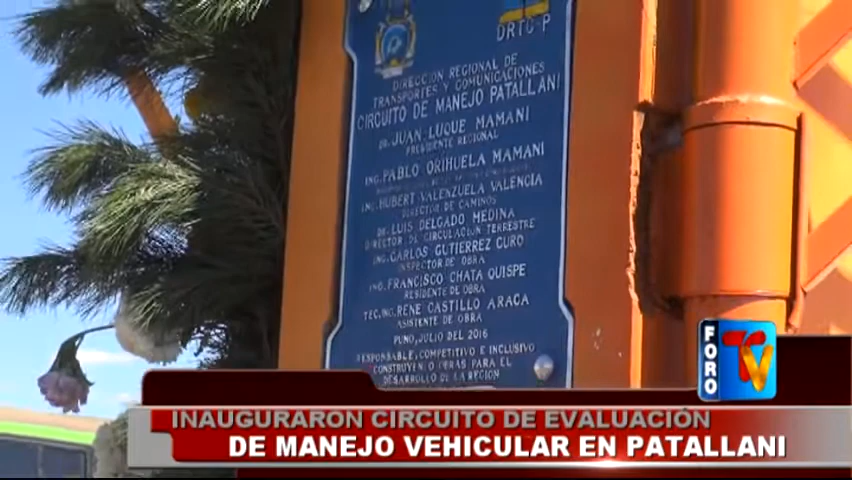 DRTC-P
DIRECCIÓN REGIONAL DE
TRANSPORTES Y COMUNICACIONES
CIRCUITO DE MANEJO PATALLANI
DR. JUAN LUQUE MAMANI
PRESIDENTE REGIONAL
ING. PABLO ORIHUELA MAMANI
ING. HUBERT VALENZUELA VALENCIA
DIRECTOR DE CAMINOS
DR. LUIS DELGADO MEDINA
DIRECTOR DE CIRCULACIÓN TERRESTRE
ING. CARLOS GUTIERREZ CURO
INSPECTOR DE OBRA
ING. FRANCISCO CHATA QUISPE
RESIDENTE DE OBRA
TEC. ING. RENE CASTILLO ARACA
ASISTENTE DE OBRA
PUNO, JULIO DEL 2016
RESPONSABLE, COMPETITIVO E INCLUSIVO
CONSTRUYENDO OBRAS PARA EL
DESARROLLO DE LA REGIÓN
FORO TV
INAUGURARON CIRCUITO DE EVALUACIÓN
DE MANEJO VEHICULAR EN PATALLANI